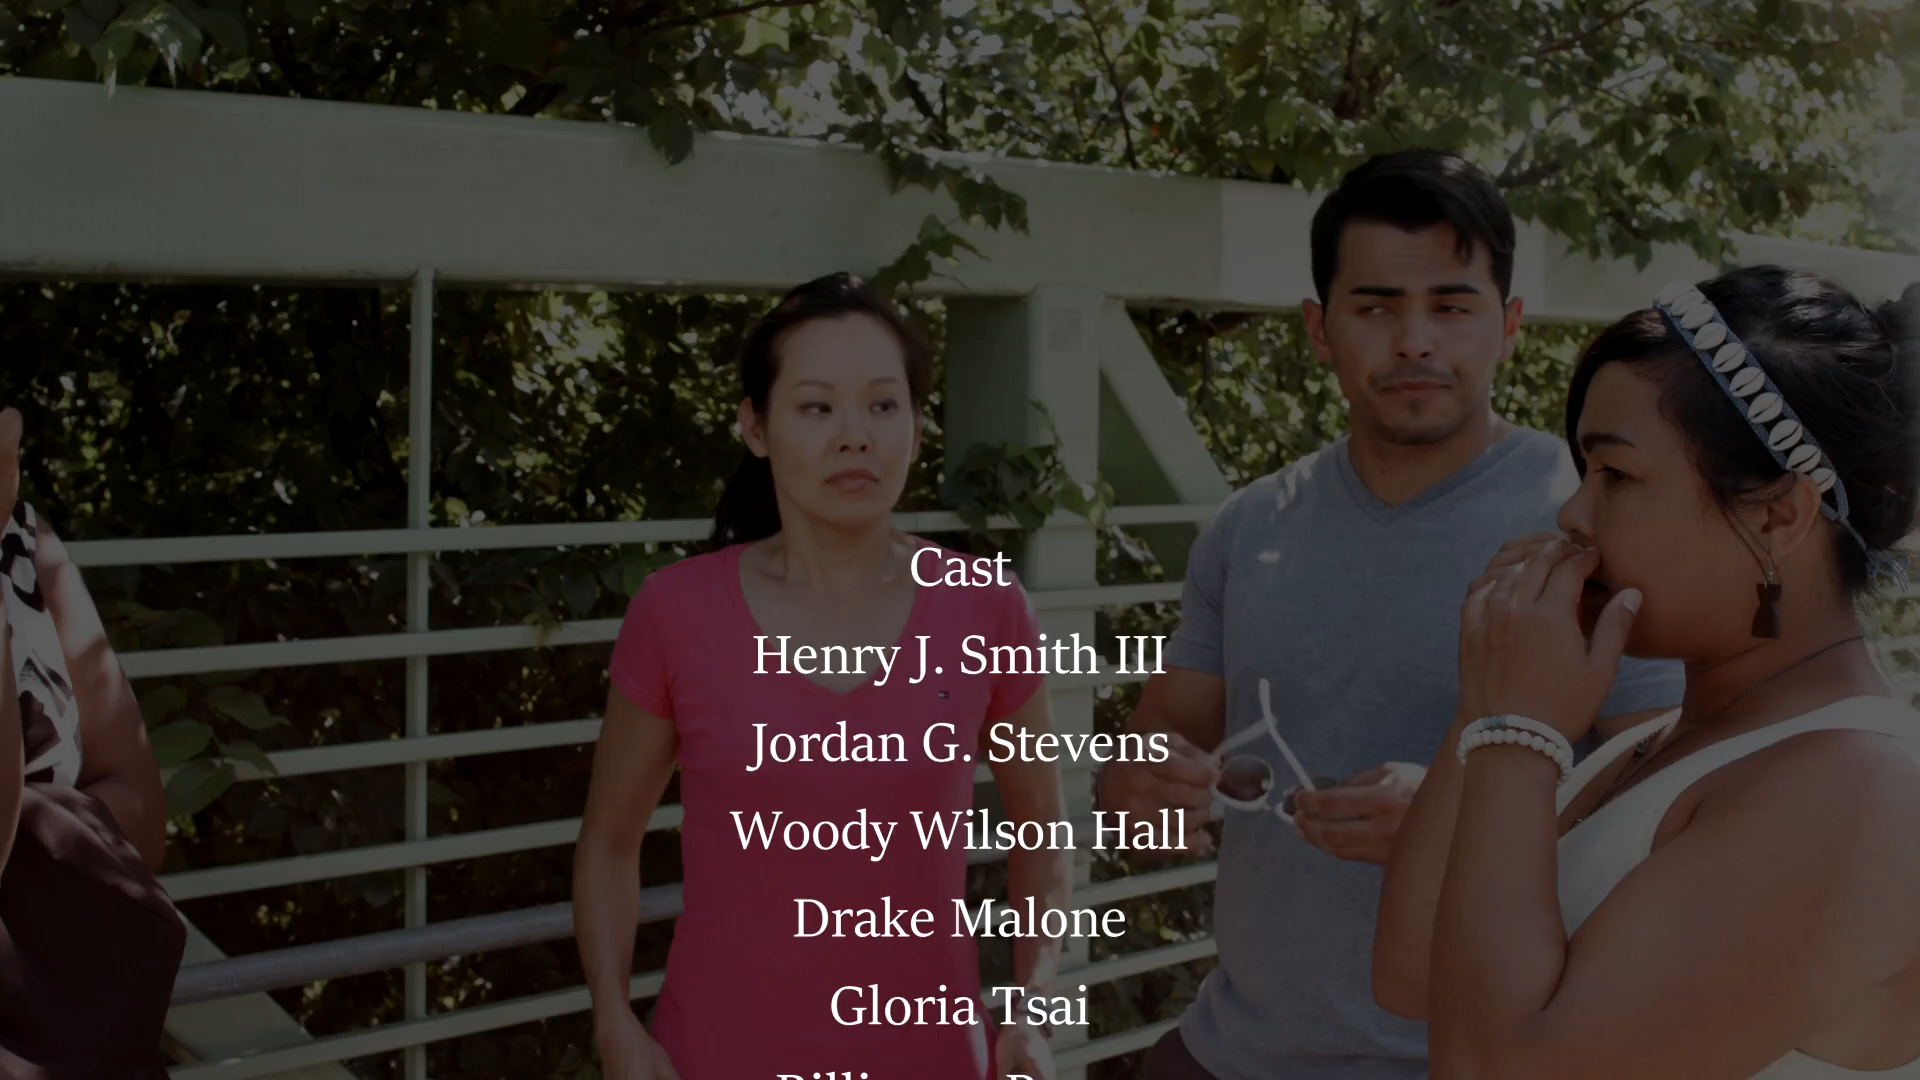 Cast
Henry J. Smith III
Jordan G. Stevens
Woody Wilson Hall
Drake Malone
Gloria Tsai